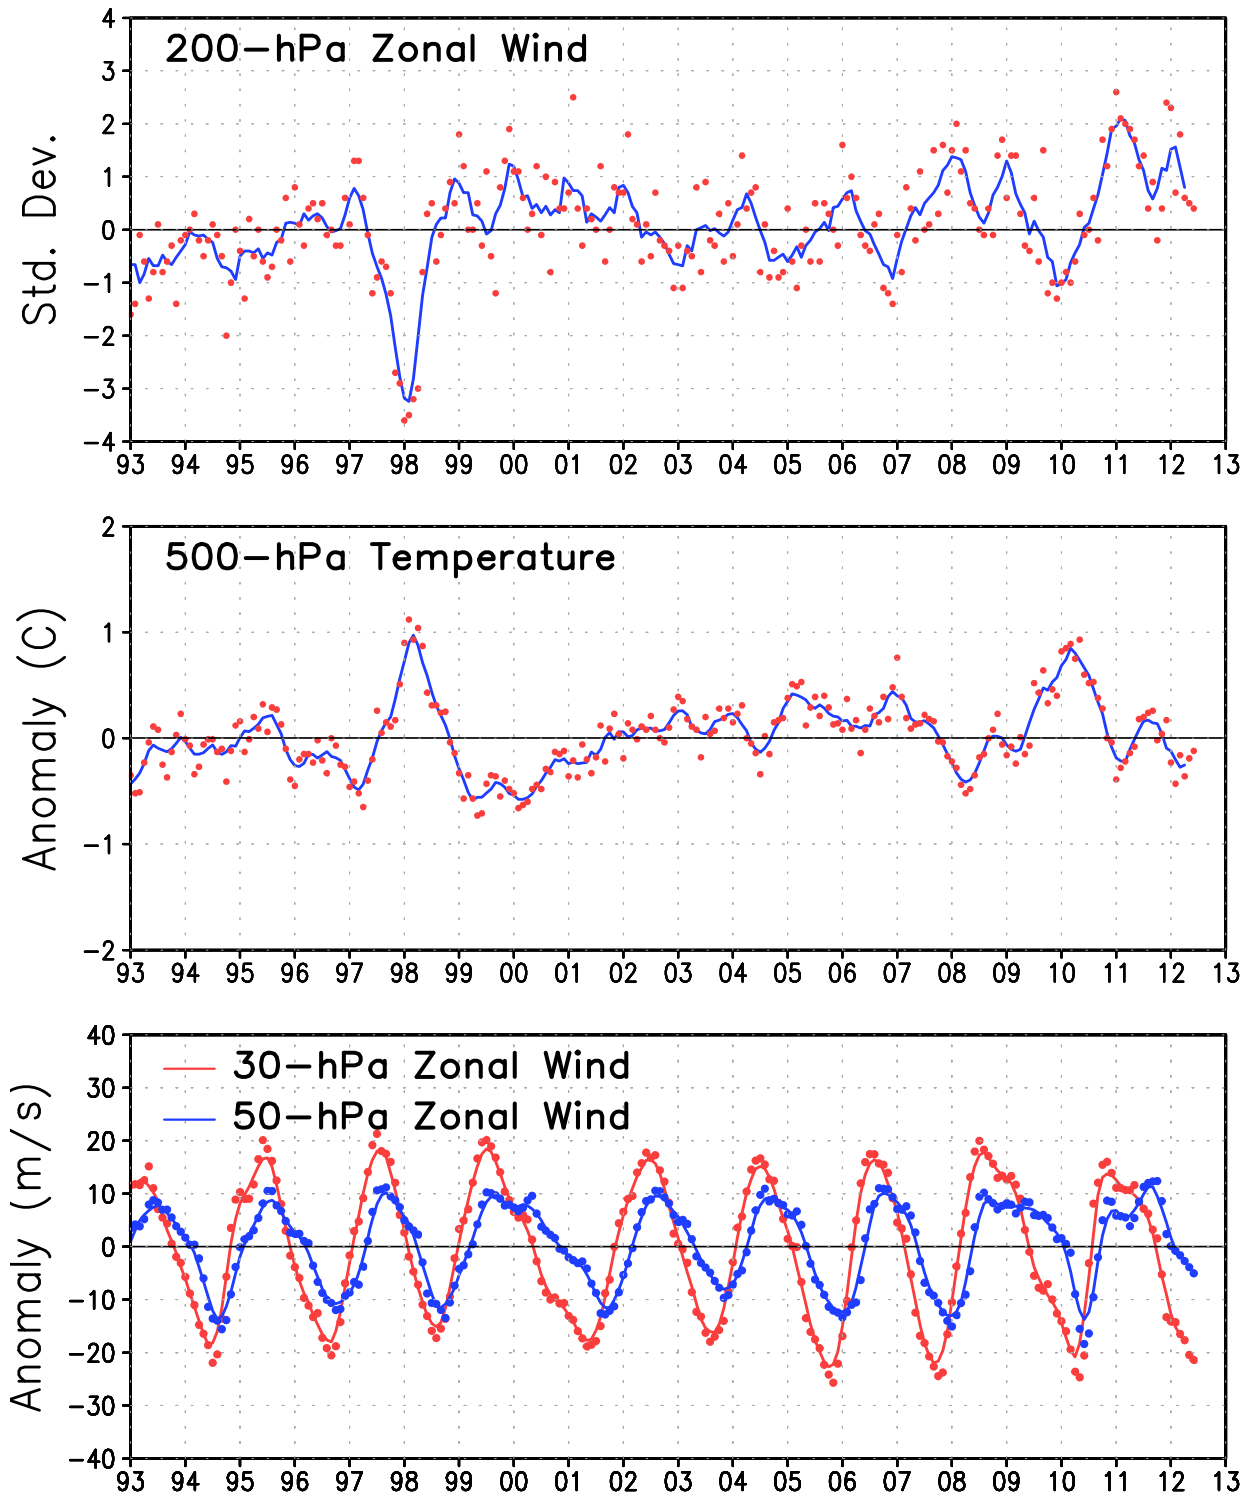 200-hPa Zonal Wind
Std. Dev.
4
3
2
1
0
-1
-2
-3
-4
93 94 95 96 97 98 99 00 01 02 03 04 05 06 07 08 09 10 11 12 13
500-hPa Temperature
Anomaly (C)
2
1
0
-1
-2
93 94 95 96 97 98 99 00 01 02 03 04 05 06 07 08 09 10 11 12 13
30-hPa Zonal Wind
50-hPa Zonal Wind
Anomaly (m/s)
40
30
20
10
0
-10
-20
-30
-40
93 94 95 96 97 98 99 00 01 02 03 04 05 06 07 08 09 10 11 12 13